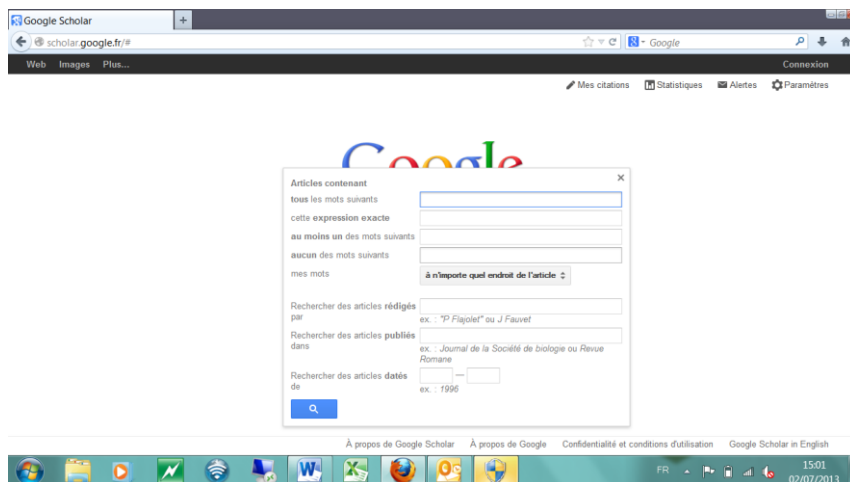 Google Scholar
+
scholar.google.fr/#
Google
Web Images Plus... Connexion
Mes citations Statistiques Alertes Paramètres
Google
Articles contenant
tous les mots suivants
cette expression exacte
au moins un des mots suivants
aucun des mots suivants
mes mots à n'importe quel endroit de l'article
Rechercher des articles rédigés
par
ex. : "P Flajolet" ou J Fauvet
Rechercher des articles publiés
dans
ex. : Journal de la Société de biologie ou Revue
Romane
Rechercher des articles datés
de
—
ex. : 1996
À propos de Google Scholar À propos de Google Confidentialité et conditions d'utilisation Google Scholar in English
FR 15:01
02/07/2013